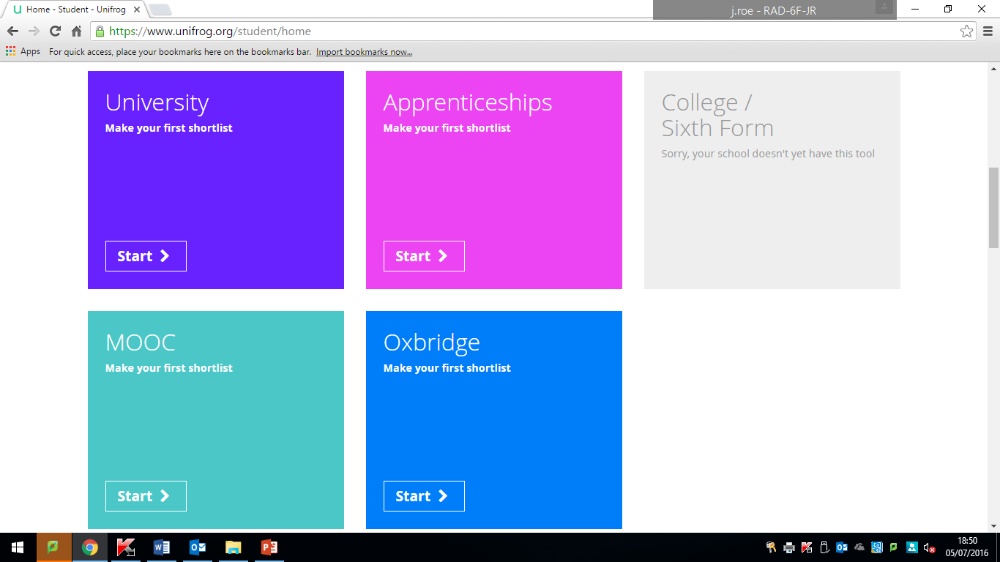 Home - Student - Unifrog
j.roe - RAD-6F-JR
https://www.unifrog.org/student/home
Apps For quick access, place your bookmarks here on the bookmarks bar. Import bookmarks now...
University
Make your first shortlist
Start
Apprenticeships
Make your first shortlist
Start
College /
Sixth Form
Sorry, your school doesn't yet have this tool
MOOC
Make your first shortlist
Start
Oxbridge
Make your first shortlist
Start
18:50
05/07/2016